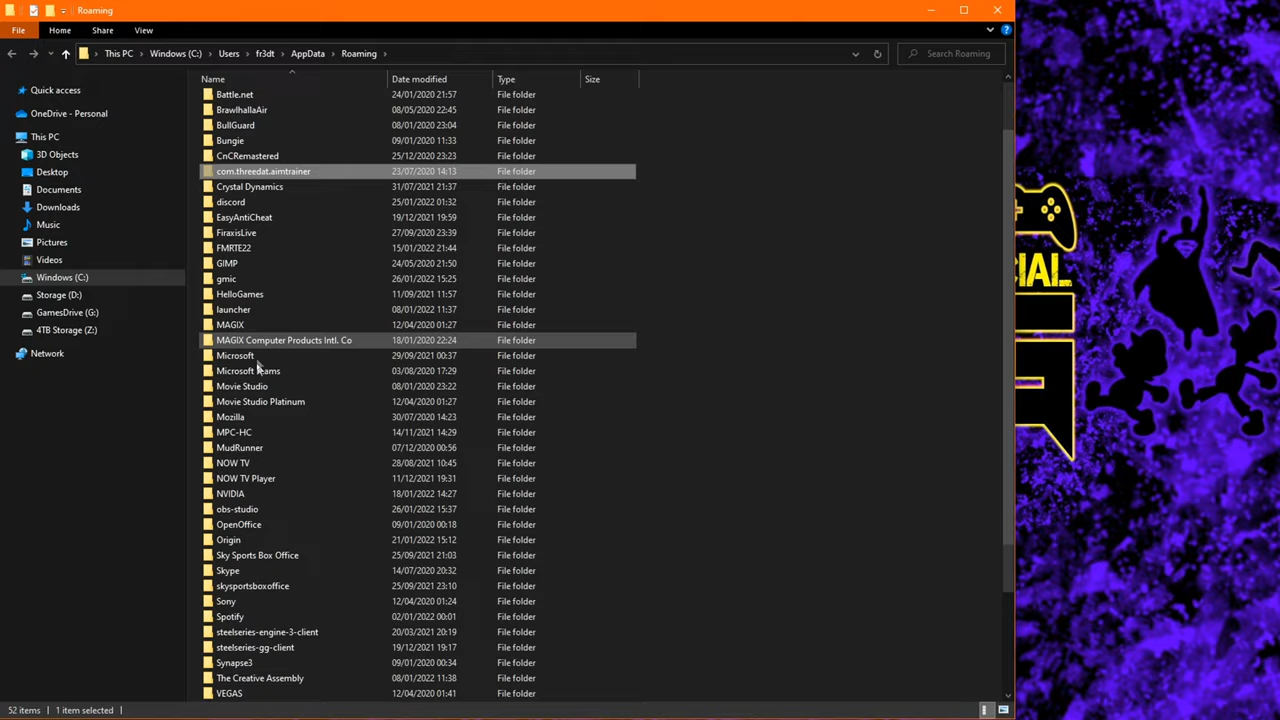 Roaming
File Home Share View
This PC Windows (C:) Users fr3dt AppData Roaming Search Roaming
Name Date modified Type Size
Quick access
OneDrive - Personal
This PC
3D Objects
Desktop
Documents
Downloads
Music
Pictures
Videos
Windows (C:)
Storage (D:)
GamesDrive (G:)
4TB Storage (Z:)
Network
Battle.net 24/01/2020 21:57 File folder
BrawlhallaAir 08/05/2020 22:45 File folder
BullGuard 08/01/2020 23:04 File folder
Bungie 09/01/2020 11:33 File folder
CnCRemastered 25/12/2020 23:23 File folder
com.threedat.aimtrainer 23/07/2020 14:13 File folder
Crystal Dynamics 31/07/2021 21:37 File folder
discord 25/01/2022 01:32 File folder
EasyAntiCheat 19/12/2021 19:59 File folder
FiraxisLive 27/09/2020 23:39 File folder
FMRTE22 15/01/2022 21:44 File folder
GIMP 24/05/2020 21:50 File folder
gmic 26/01/2022 15:25 File folder
HelloGames 11/09/2021 11:57 File folder
launcher 08/01/2022 11:37 File folder
MAGIX 12/04/2020 01:27 File folder
MAGIX Computer Products Intl. Co 18/01/2020 22:24 File folder
Microsoft 29/09/2021 00:37 File folder
Microsoft Teams 03/08/2020 17:29 File folder
Movie Studio 08/01/2020 23:22 File folder
Movie Studio Platinum 12/04/2020 01:27 File folder
Mozilla 30/07/2020 14:23 File folder
MPC-HC 14/11/2021 14:29 File folder
MudRunner 07/12/2020 00:56 File folder
NOW TV 28/08/2021 10:45 File folder
NOW TV Player 11/12/2021 19:31 File folder
NVIDIA 18/01/2022 14:27 File folder
obs-studio 26/01/2022 15:37 File folder
OpenOffice 09/01/2020 00:18 File folder
Origin 21/01/2022 15:12 File folder
Sky Sports Box Office 25/09/2021 21:03 File folder
Skype 14/07/2020 20:32 File folder
skysportsboxoffice 25/09/2021 23:10 File folder
Sony 12/04/2020 01:24 File folder
Spotify 02/01/2022 00:01 File folder
steelseries-engine-3-client 20/03/2021 20:19 File folder
steelseries-gg-client 19/12/2021 19:17 File folder
Synapse3 09/01/2020 00:34 File folder
The Creative Assembly 08/01/2022 11:38 File folder
VEGAS 12/04/2020 01:41 File folder
52 items 1 item selected
CIAL